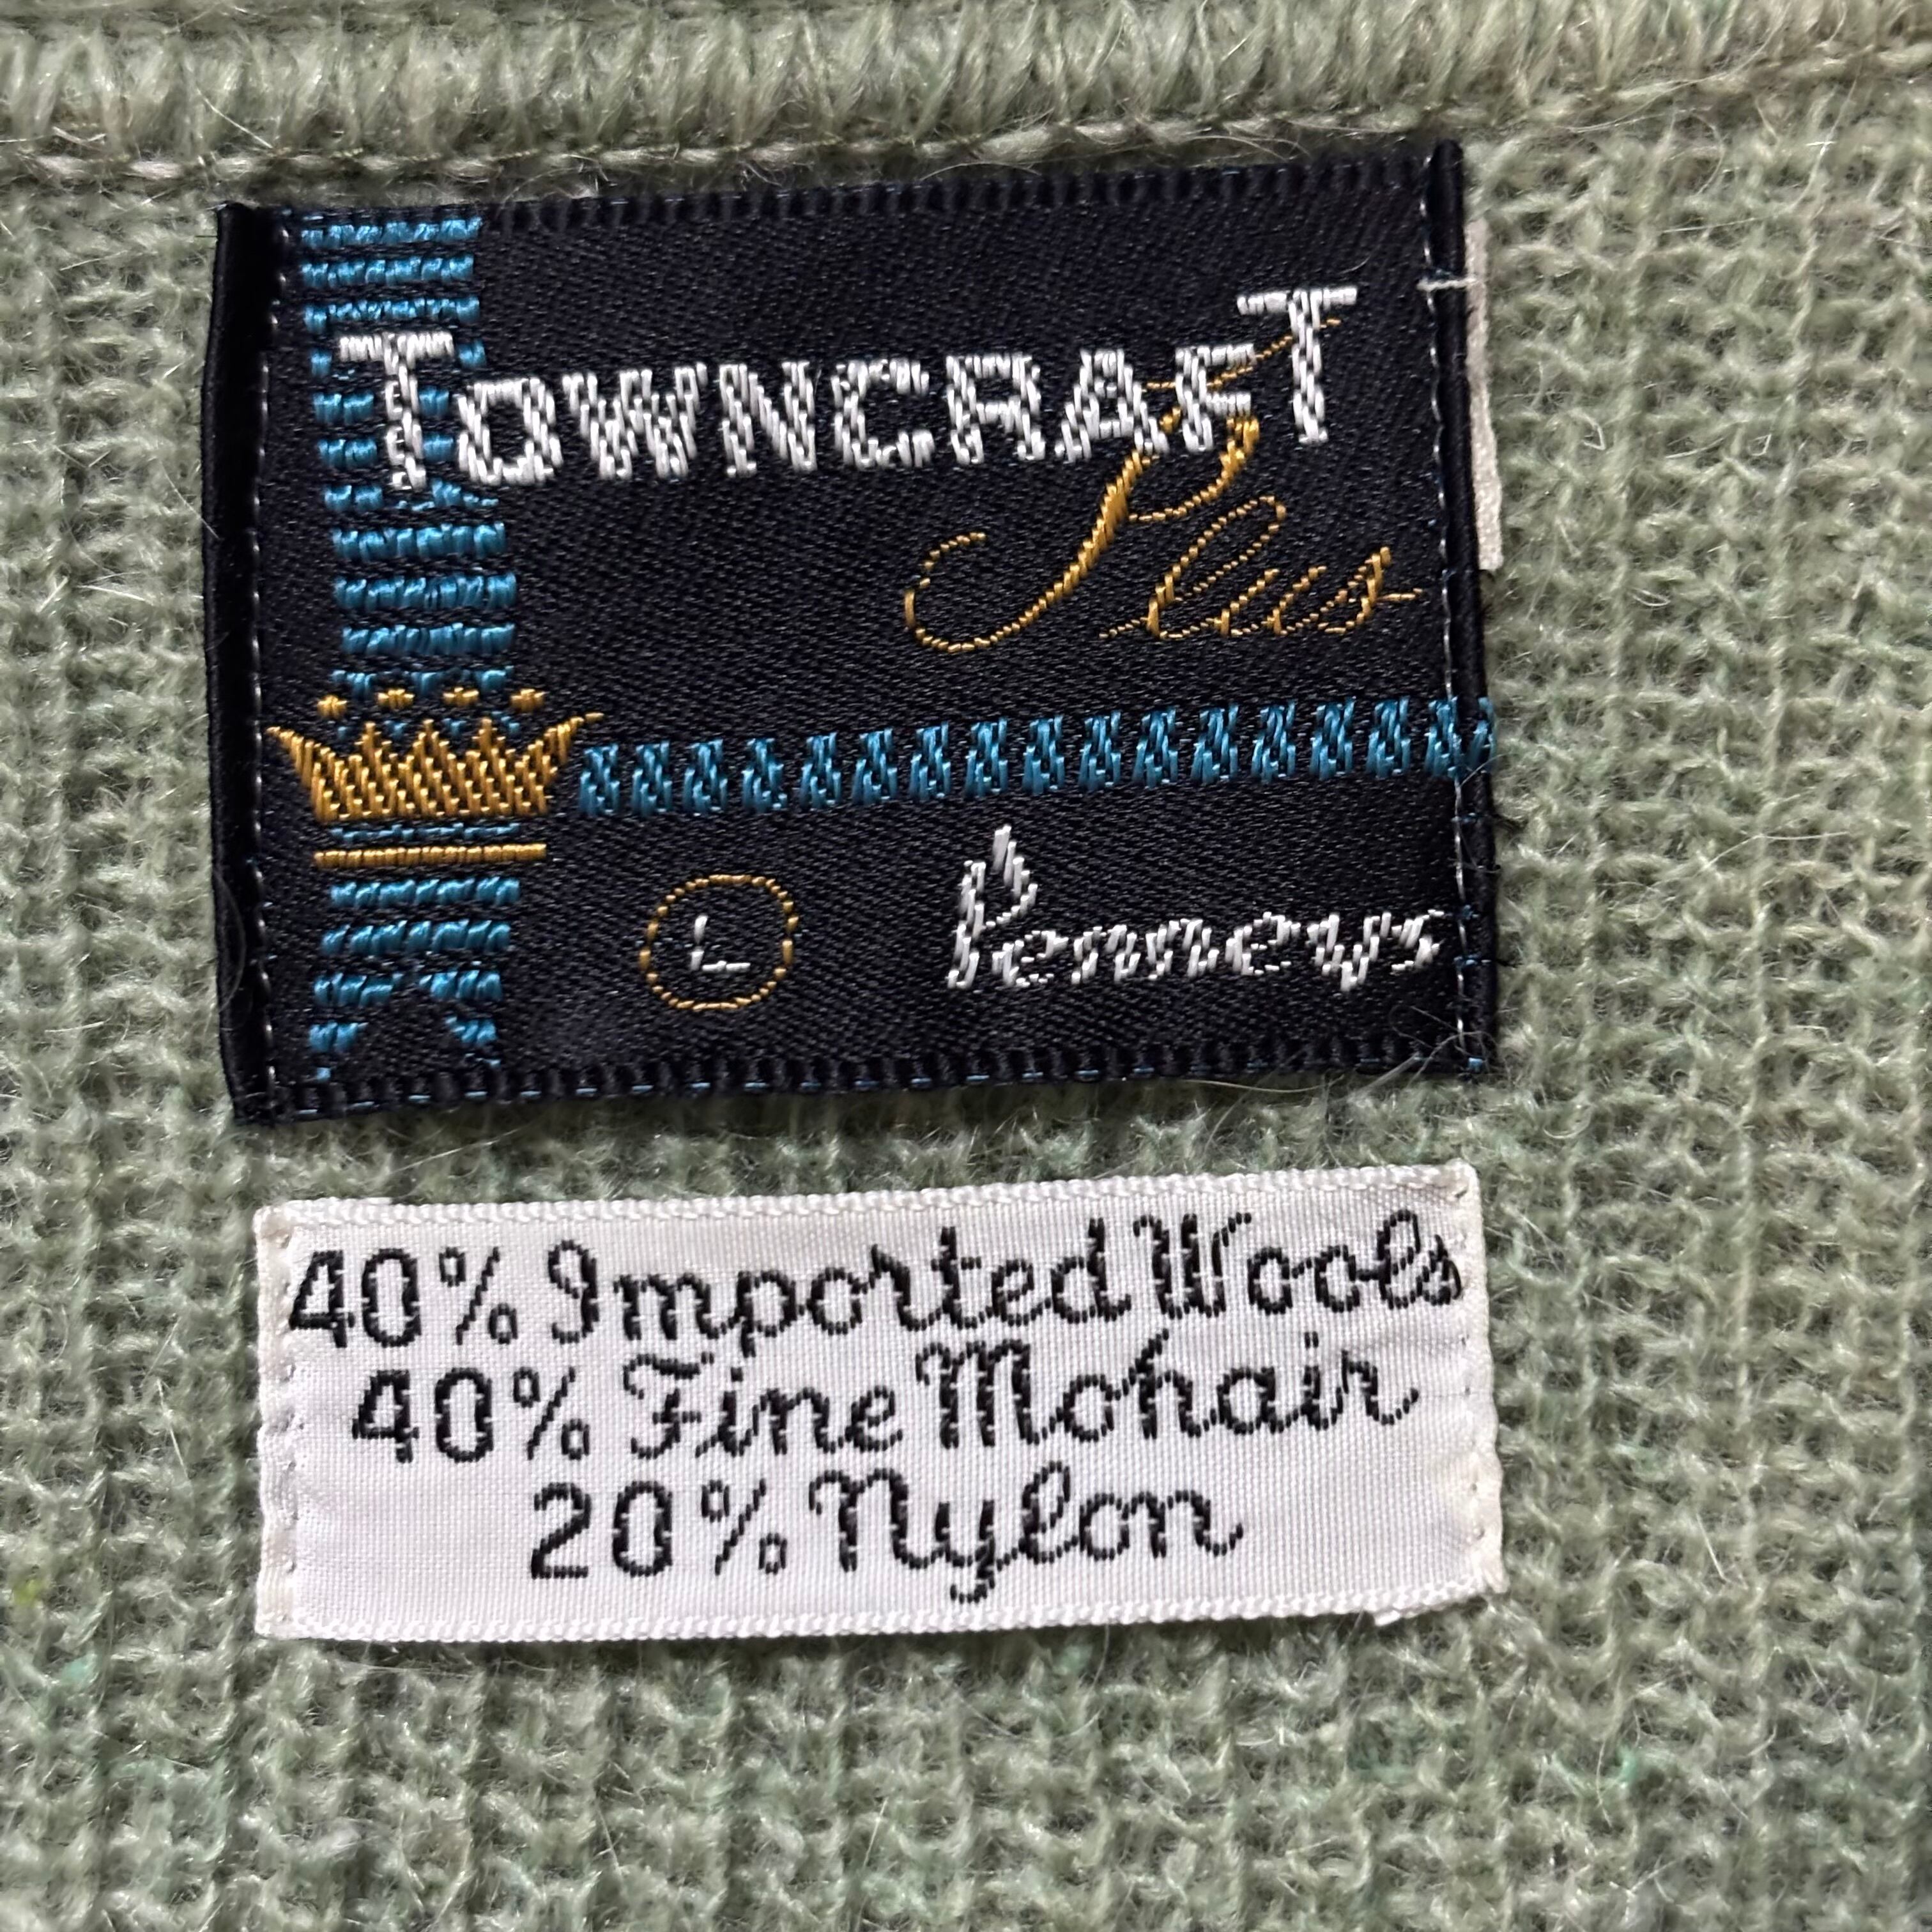 TOWNCRAFT
Plus
L Penneys
40% Imported Wools
40% Fine Mohair
20% Nylon